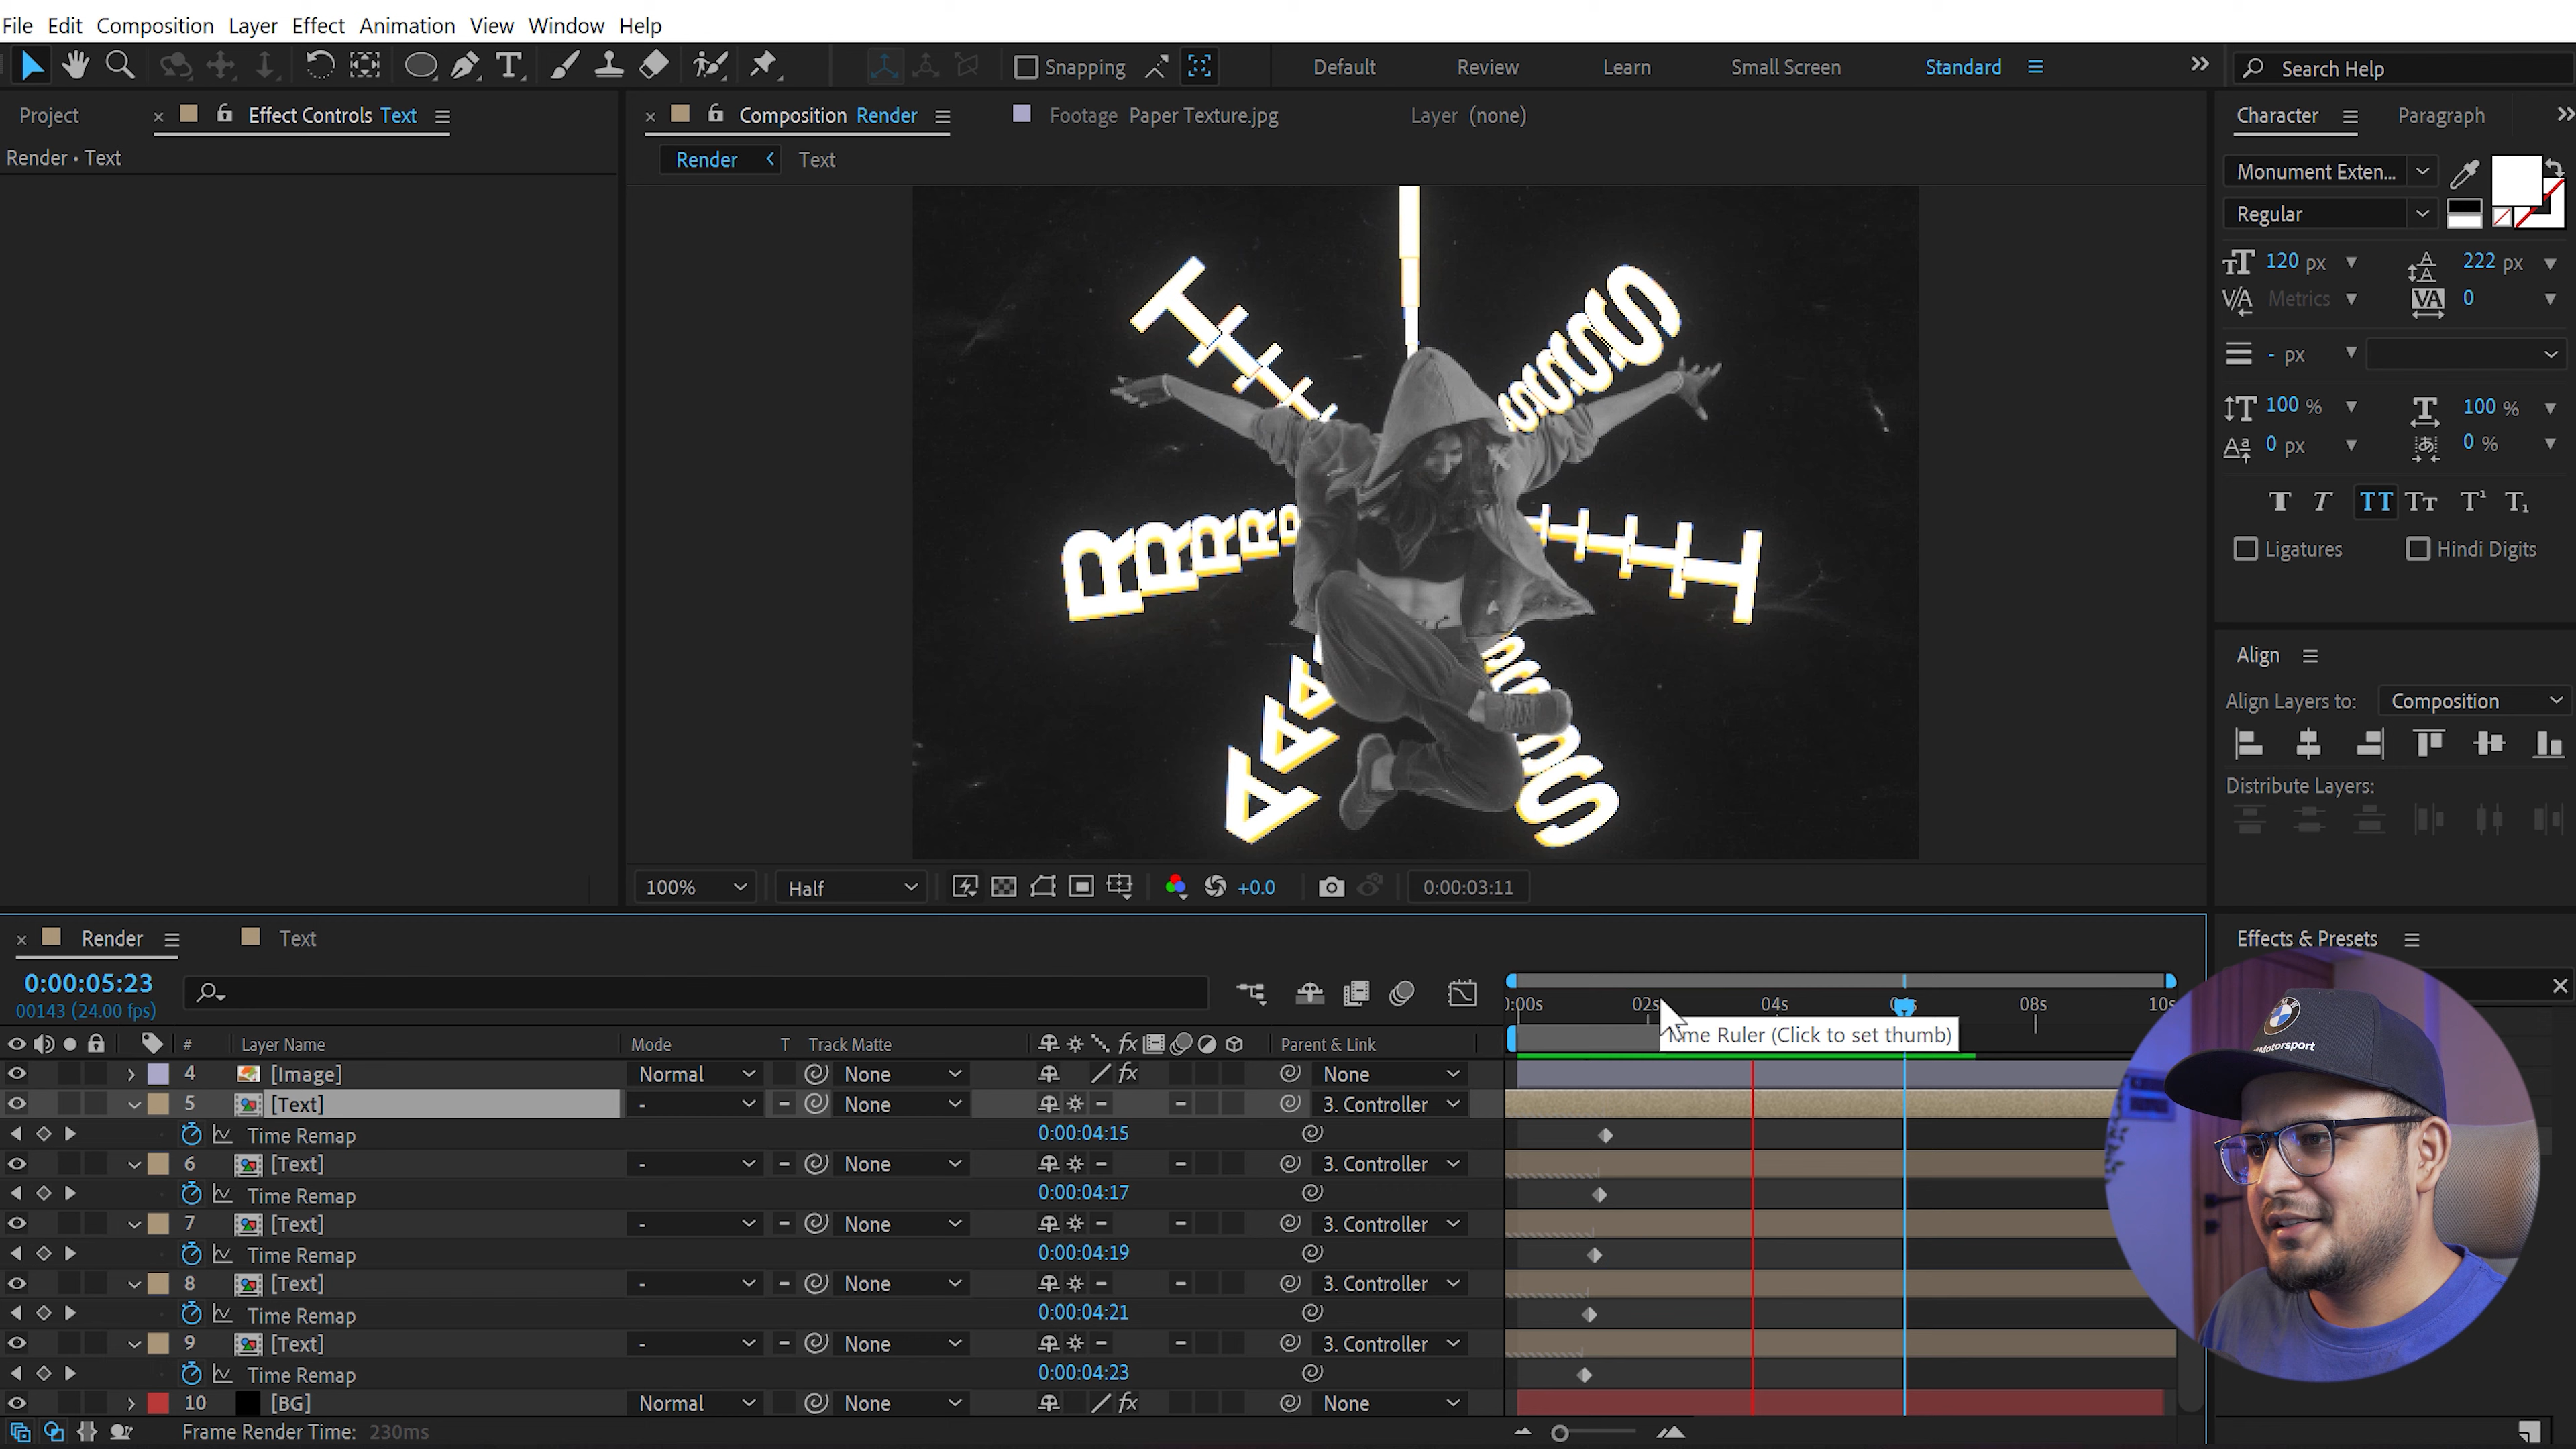 File Edit Composition Layer Effect Animation View Window Help
Snapping Default Review Learn Small Screen Standard Search Help
Project Effect Controls Text Composition Render Footage Paper Texture.jpg Layer (none) Character Paragraph
Render • Text
Render Text
Monument Exten...
Regular
120 px 222 px
Metrics 0
- px
100 % 100 %
0 px 0 %
Ligatures Hindi Digits
T T I I S S S S S
R R R R R I I I I I
A A A A S S S
Align
Align Layers to: Composition
Distribute Layers:
100% Half +0.0 0:00:03:11
Render Text
Effects & Presets
0:00:05:23
00143 (24.00 fps)
02s 04s 08s
Time Ruler (Click to set thumb)
# Layer Name Mode T Track Matte Parent & Link
4 [Image] Normal None None
5 [Text] - None 3. Controller
Time Remap 0:00:04:15
6 [Text] - None 3. Controller
Time Remap 0:00:04:17
7 [Text] - None 3. Controller
Time Remap 0:00:04:19
8 [Text] - None 3. Controller
Time Remap 0:00:04:21
9 [Text] - None 3. Controller
Time Remap 0:00:04:23
10 [BG] Normal None None
Frame Render Time: 230ms
Motorsport